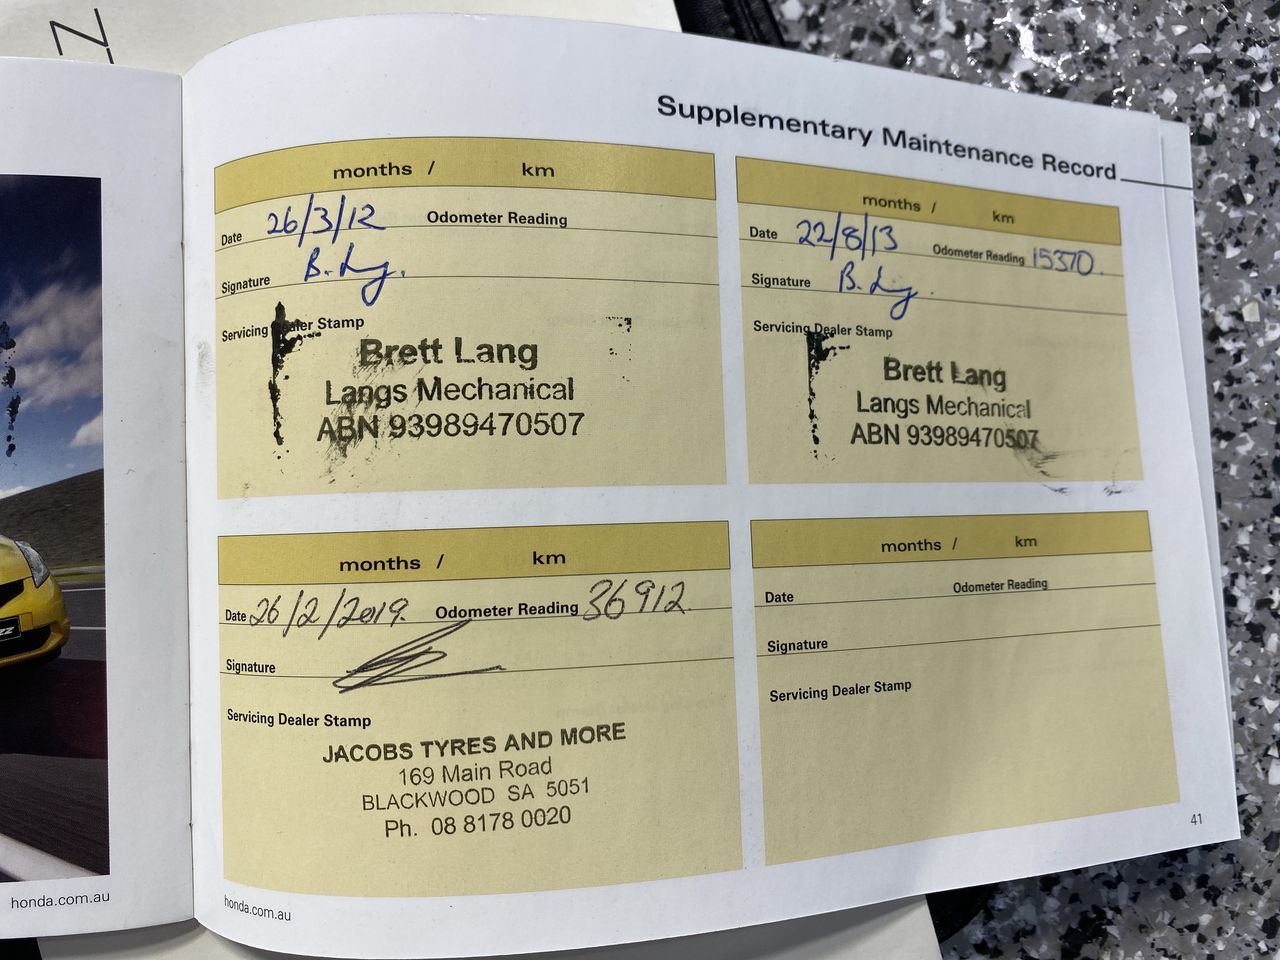 Supplementary Maintenance Record
months / km
Date 26/3/12 Odometer Reading
Signature B. Lang.
Servicing Dealer Stamp
Brett Lang
Langs Mechanical
ABN 93989470507
months / km
Date 22/8/13 Odometer Reading 15370.
Signature B. Lang.
Servicing Dealer Stamp
Brett Lang
Langs Mechanical
ABN 93989470507
months / km
Date 26/2/2019. Odometer Reading 36912.
Signature
Servicing Dealer Stamp
JACOBS TYRES AND MORE
169 Main Road
BLACKWOOD SA 5051
Ph. 08 8178 0020
months / km
Date Odometer Reading
Signature
Servicing Dealer Stamp
41
honda.com.au
honda.com.au